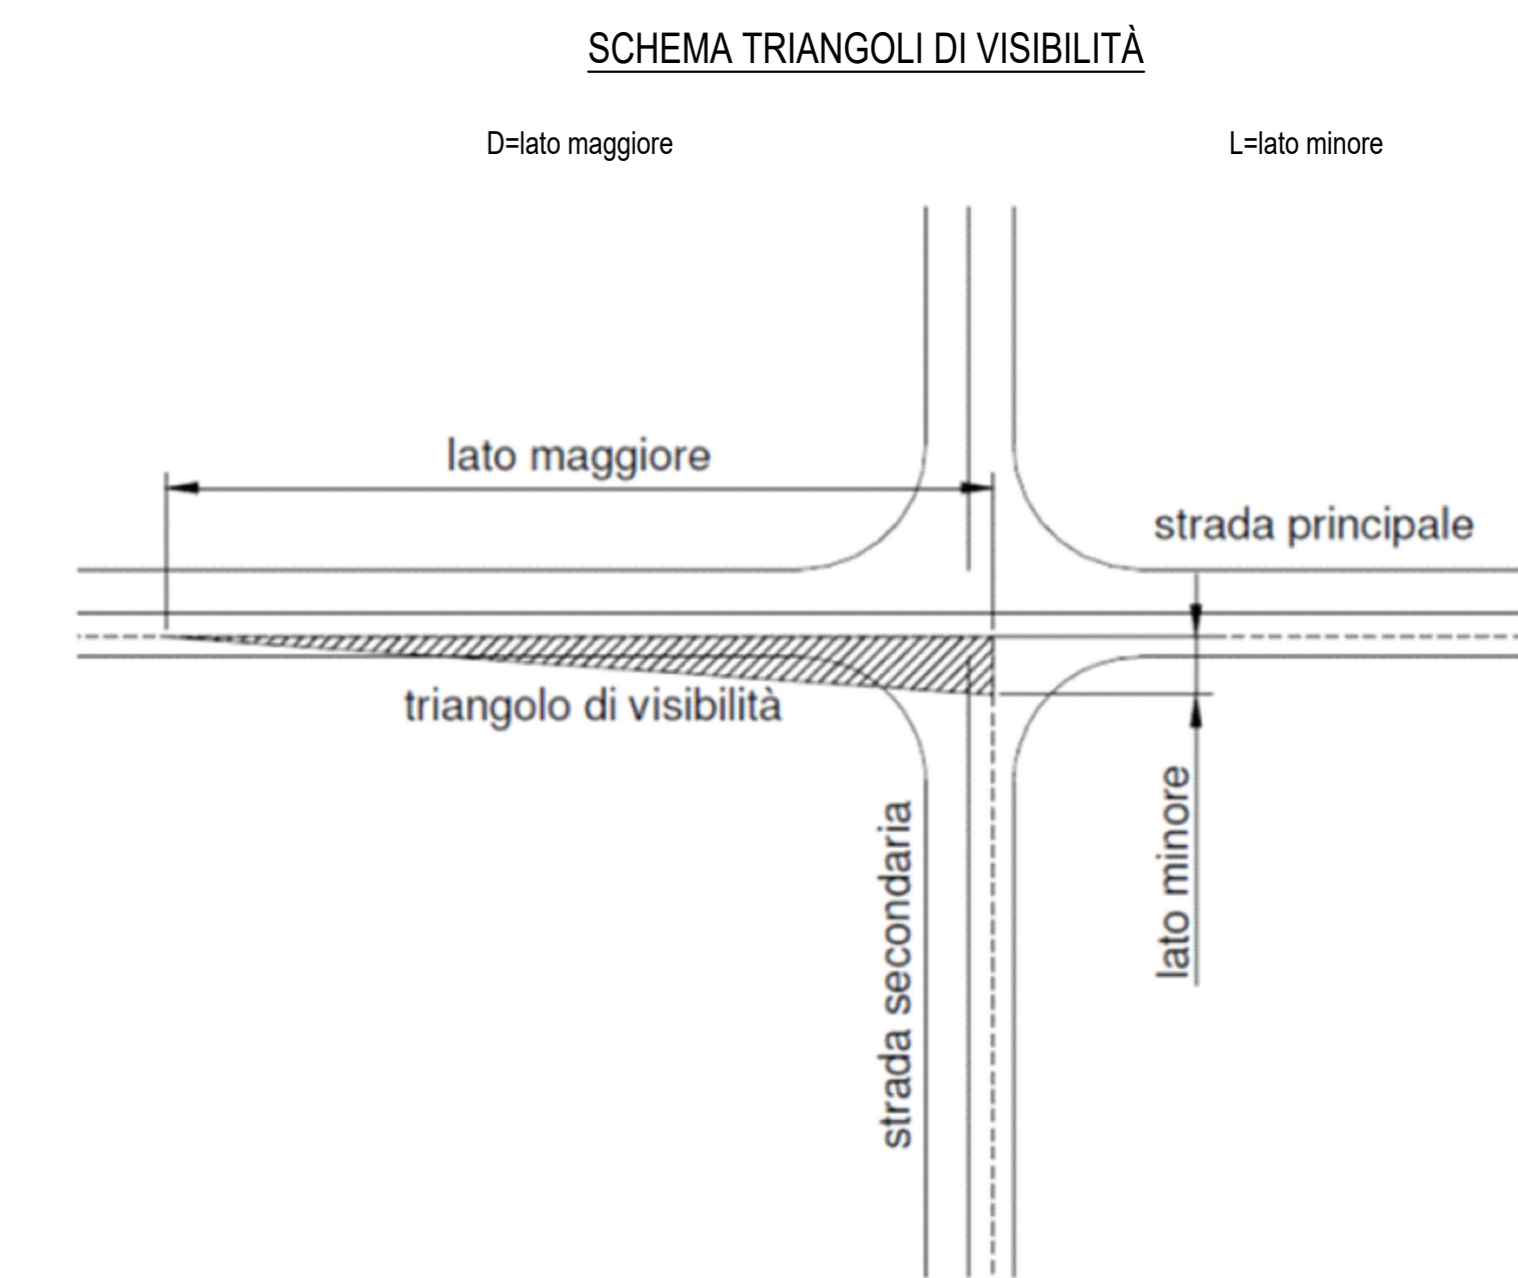 SCHEMA TRIANGOLI DI VISIBILITÀ
D=lato maggiore
L=lato minore
lato maggiore
strada principale
triangolo di visibilità
strada secondaria
lato minore